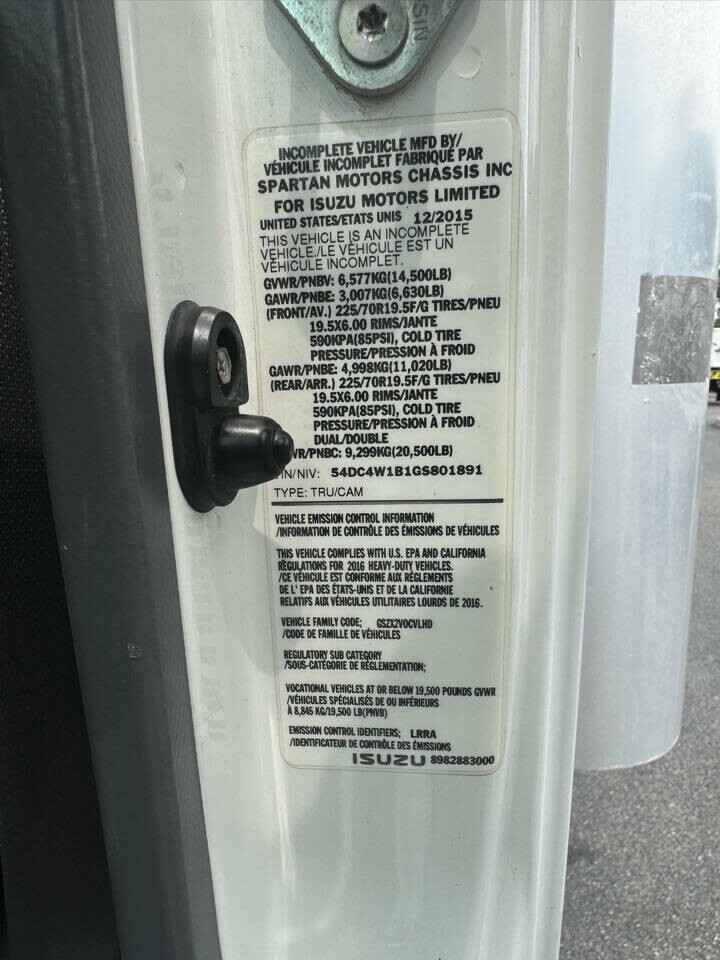 SIN
INCOMPLETE VEHICLE MFD BY/
VÉHICULE INCOMPLET FABRIQUÉ PAR
SPARTAN MOTORS CHASSIS INC
FOR ISUZU MOTORS LIMITED
UNITED STATES/ETATS UNIS 12/2015
THIS VEHICLE IS AN INCOMPLETE
VEHICLE./LE VÉHICULE EST UN
VÉHICULE INCOMPLET.
GVWR/PNBV: 6,577KG(14,500LB)
GAWR/PNBE: 3,007KG(6,630LB)
(FRONT/AV.) 225/70R19.5F/G TIRES/PNEU
19.5X6.00 RIMS/JANTE
590KPA(85PSI), COLD TIRE
PRESSURE/PRESSION À FROID
GAWR/PNBE: 4,998KG(11,020LB)
(REAR/ARR.) 225/70R19.5F/G TIRES/PNEU
19.5X6.00 RIMS/JANTE
590KPA(85PSI), COLD TIRE
PRESSURE/PRESSION À FROID
DUAL/DOUBLE
WR/PNBC: 9,299KG(20,500LB)
IN/NIV: 54DC4W1B1GS801891
TYPE: TRU/CAM
VEHICLE EMISSION CONTROL INFORMATION
/INFORMATION DE CONTRÔLE DES ÉMISSIONS DE VÉHICULES
THIS VEHICLE COMPLIES WITH U.S. EPA AND CALIFORNIA
REGULATIONS FOR 2016 HEAVY-DUTY VEHICLES.
/CE VÉHICULE EST CONFORME AUX RÉGLEMENTS
DE L' EPA DES ÉTATS-UNIS ET DE LA CALIFORNIE
RELATIFS AUX VÉHICULES UTILITAIRES LOURDS DE 2016.
VEHICLE FAMILY CODE; GSZX2VOCVLHD
/CODE DE FAMILLE DE VÉHICULES
REGULATORY SUB CATEGORY
/SOUS-CATÉGORIE DE RÉGLEMENTATION;
VOCATIONAL VEHICLES AT OR BELOW 19,500 POUNDS GVWR
/VÉHICULES SPÉCIALISÉS DE OU INFÉRIEURS
À 8,845 KG/19,500 LB(PNVB)
EMISSION CONTROL IDENTIFIERS; LRRA
/IDENTIFICATEUR DE CONTRÔLE DES ÉMISSIONS
ISUZU 8982883000